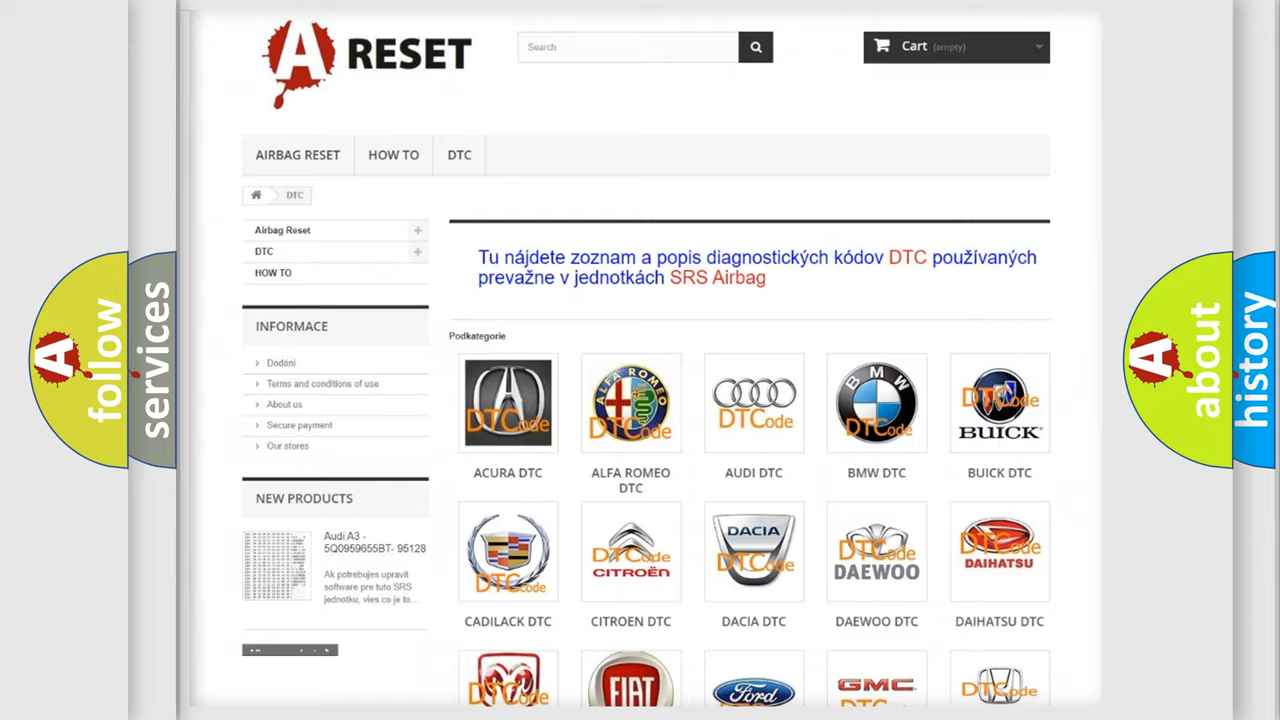 A RESET
Search
Cart (empty)
AIRBAG RESET
HOW TO
DTC
DTC
Airbag Reset
DTC
HOW TO
INFORMACE
Dodání
Terms and conditions of use
About us
Secure payment
Our stores
NEW PRODUCTS
Audi A3 -
5Q0959655BT- 95128
Ak potrebujes upravit
software pre tuto SRS
jednotku, vies co je to...
Tu nájdete zoznam a popis diagnostických kódov DTC používaných
prevažne v jednotkách SRS Airbag
Podkategorie
DTCode
ALFA ROMEO
DTCode
DTCode
BMW
DTCode
DTCode
BUICK
ACURA DTC
ALFA ROMEO
DTC
AUDI DTC
BMW DTC
BUICK DTC
DTCode
DTCode
CITROËN
DACIA
DTCode
DTCode
DAEWOO
DTCode
DAIHATSU
CADILACK DTC
CITROEN DTC
DACIA DTC
DAEWOO DTC
DAIHATSU DTC
DTCode
FIAT
Ford
GMC
DTCode
A follow
services
A about
history